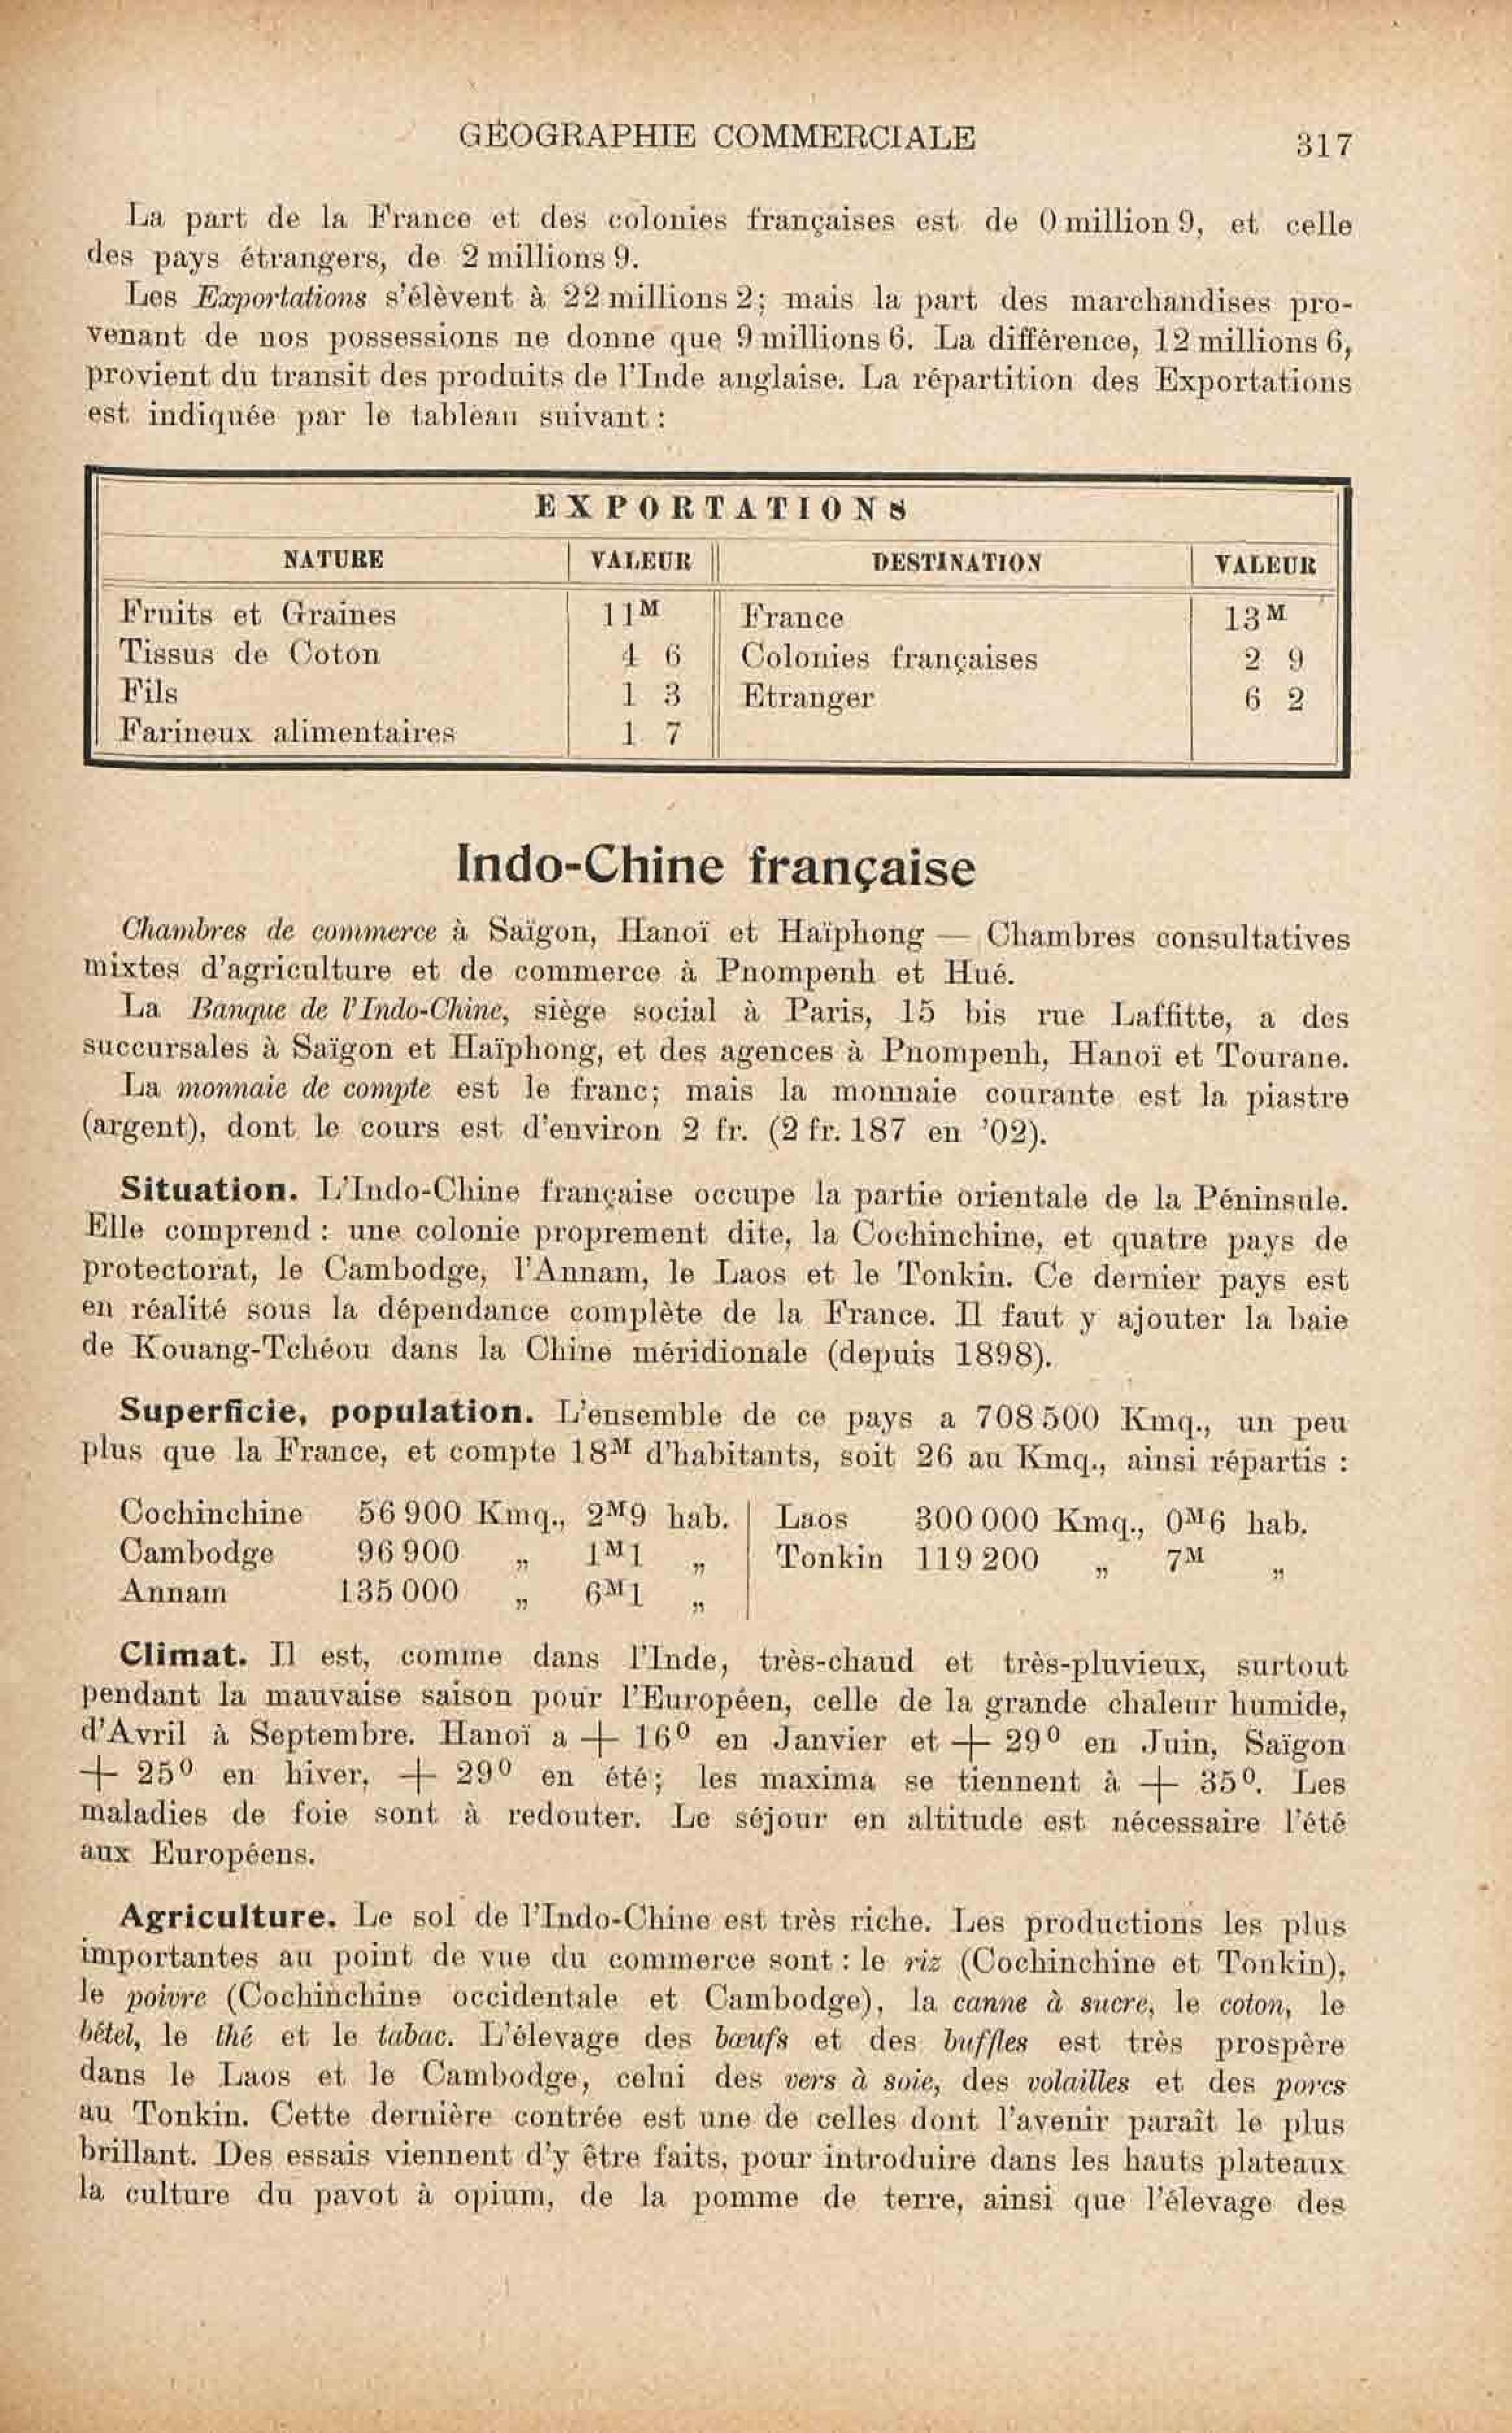 GÉOGRAPHIE COMMERCIALE 317
La part de la France et des colonies françaises est de 0 million 9, et celle
des pays étrangers, de 2 millions 9.
Les Exportations s'élèvent à 22 millions 2; mais la part des marchandises pro-
venant de nos possessions ne donne que 9 millions 6. La différence, 12 millions 6,
provient du transit des produits de l'Inde anglaise. La répartition des Exportations
est indiquée par le tableau suivant :
EXPORTATIONS
NATURE VALEUR DESTINATION VALEUR
Fruits et Graines 11ᴹ France 13ᴹ
Tissus de Coton 4 6 Colonies françaises 2 9
Fils 1 3 Etranger 6 2
Farineux alimentaires 1 7
Indo-Chine française
Chambres de commerce à Saïgon, Hanoï et Haïphong — Chambres consultatives
mixtes d'agriculture et de commerce à Pnompenh et Hué.
La Banque de l'Indo-Chine, siège social à Paris, 15 bis rue Laffitte, a des
succursales à Saïgon et Haïphong, et des agences à Pnompenh, Hanoï et Tourane.
La monnaie de compte est le franc; mais la monnaie courante est la piastre
(argent), dont le cours est d'environ 2 fr. (2 fr. 187 en '02).
Situation. L'Indo-Chine française occupe la partie orientale de la Péninsule.
Elle comprend : une colonie proprement dite, la Cochinchine, et quatre pays de
protectorat, le Cambodge, l'Annam, le Laos et le Tonkin. Ce dernier pays est
en réalité sous la dépendance complète de la France. Il faut y ajouter la baie
de Kouang-Tchéou dans la Chine méridionale (depuis 1898).
Superficie, population. L'ensemble de ce pays a 708 500 Kmq., un peu
plus que la France, et compte 18ᴹ d'habitants, soit 26 au Kmq., ainsi répartis :
Cochinchine 56 900 Kmq., 2ᴹ9 hab. Laos 300 000 Kmq., 0ᴹ6 hab.
Cambodge 96 900 „ 1ᴹ1 „ Tonkin 119 200 „ 7ᴹ „
Annam 135 000 „ 6ᴹ1 „
Climat. Il est, comme dans l'Inde, très-chaud et très-pluvieux, surtout
pendant la mauvaise saison pour l'Européen, celle de la grande chaleur humide,
d'Avril à Septembre. Hanoï a + 16⁰ en Janvier et + 29⁰ en Juin, Saïgon
+ 25⁰ en hiver, + 29⁰ en été; les maxima se tiennent à + 35⁰. Les
maladies de foie sont à redouter. Le séjour en altitude est nécessaire l'été
aux Européens.
Agriculture. Le sol de l'Indo-Chine est très riche. Les productions les plus
importantes au point de vue du commerce sont : le riz (Cochinchine et Tonkin),
le poivre (Cochinchine occidentale et Cambodge), la canne à sucre, le coton, le
bétel, le thé et le tabac. L'élevage des bœufs et des buffles est très prospère
dans le Laos et le Cambodge, celui des vers à soie, des volailles et des porcs
au Tonkin. Cette dernière contrée est une de celles dont l'avenir paraît le plus
brillant. Des essais viennent d'y être faits, pour introduire dans les hauts plateaux
la culture du pavot à opium, de la pomme de terre, ainsi que l'élevage des